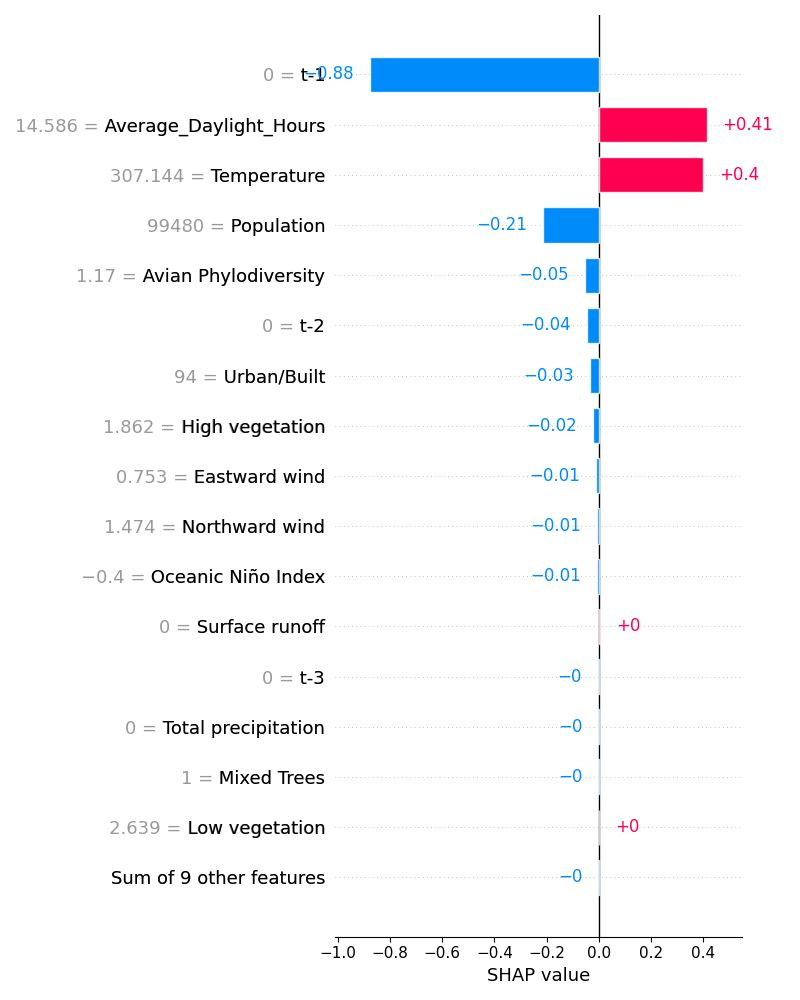 0 = t-1 −0.88
14.586 = Average_Daylight_Hours +0.41
307.144 = Temperature +0.4
99480 = Population −0.21
1.17 = Avian Phylodiversity −0.05
0 = t-2 −0.04
94 = Urban/Built −0.03
1.862 = High vegetation −0.02
0.753 = Eastward wind −0.01
1.474 = Northward wind −0.01
−0.4 = Oceanic Niño Index −0.01
0 = Surface runoff +0
0 = t-3 −0
0 = Total precipitation −0
1 = Mixed Trees −0
2.639 = Low vegetation +0
Sum of 9 other features −0
−1.0 −0.8 −0.6 −0.4 −0.2 0.0 0.2 0.4
SHAP value